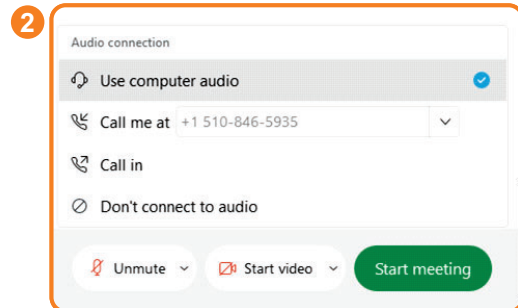 2
Audio connection
Use computer audio
Call me at +1 510-846-5935
Call in
Don't connect to audio
Unmute Start video Start meeting